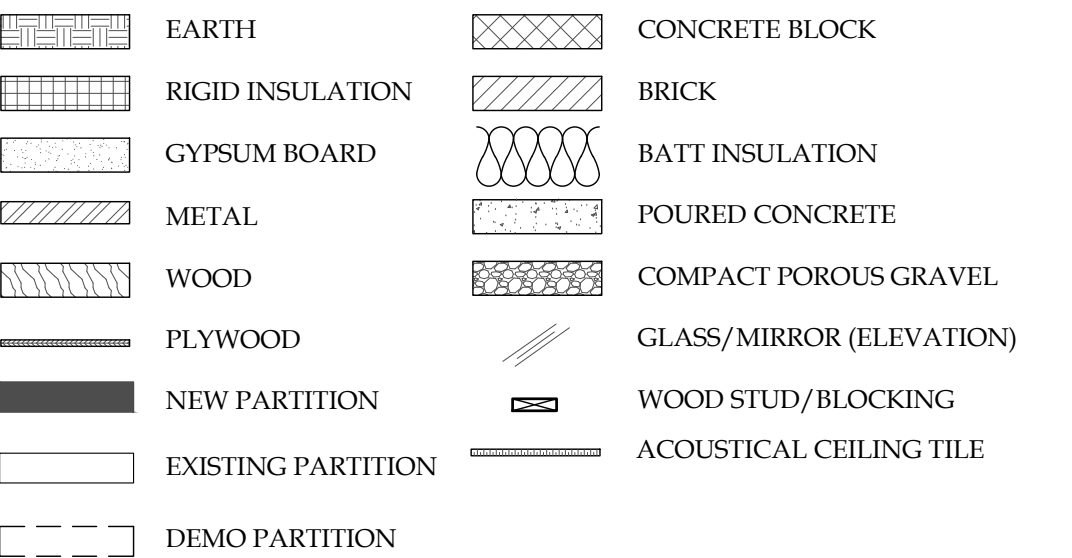 EARTH
RIGID INSULATION
GYPSUM BOARD
METAL
WOOD
PLYWOOD
NEW PARTITION
EXISTING PARTITION
DEMO PARTITION
CONCRETE BLOCK
BRICK
BATT INSULATION
POURED CONCRETE
COMPACT POROUS GRAVEL
GLASS/MIRROR (ELEVATION)
WOOD STUD/BLOCKING
ACOUSTICAL CEILING TILE